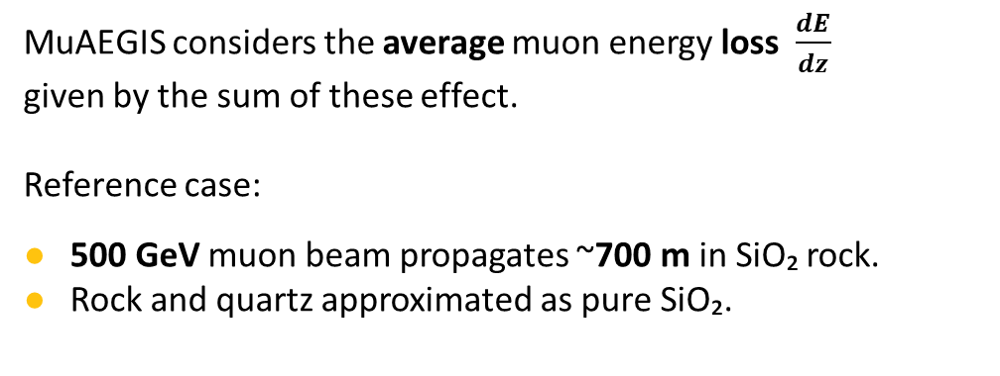 MuAEGIS considers the average muon energy loss dE/dz
given by the sum of these effect.
Reference case:
● 500 GeV muon beam propagates ~700 m in SiO₂ rock.
● Rock and quartz approximated as pure SiO₂.